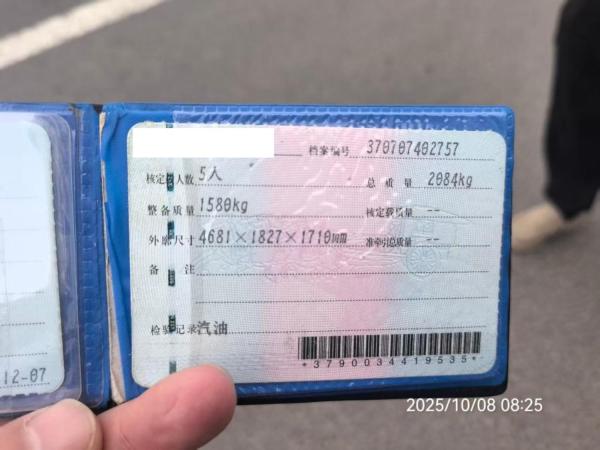 档案编号 370707402757
核定载人数 5人 总质量 2084kg
整备质量 1580kg 核定载质量 --
外廓尺寸 4681×1827×1710mm 准牵引总质量 --
备注
检验记录 汽油
*3790034419535*
12-07
2025/10/08 08:25